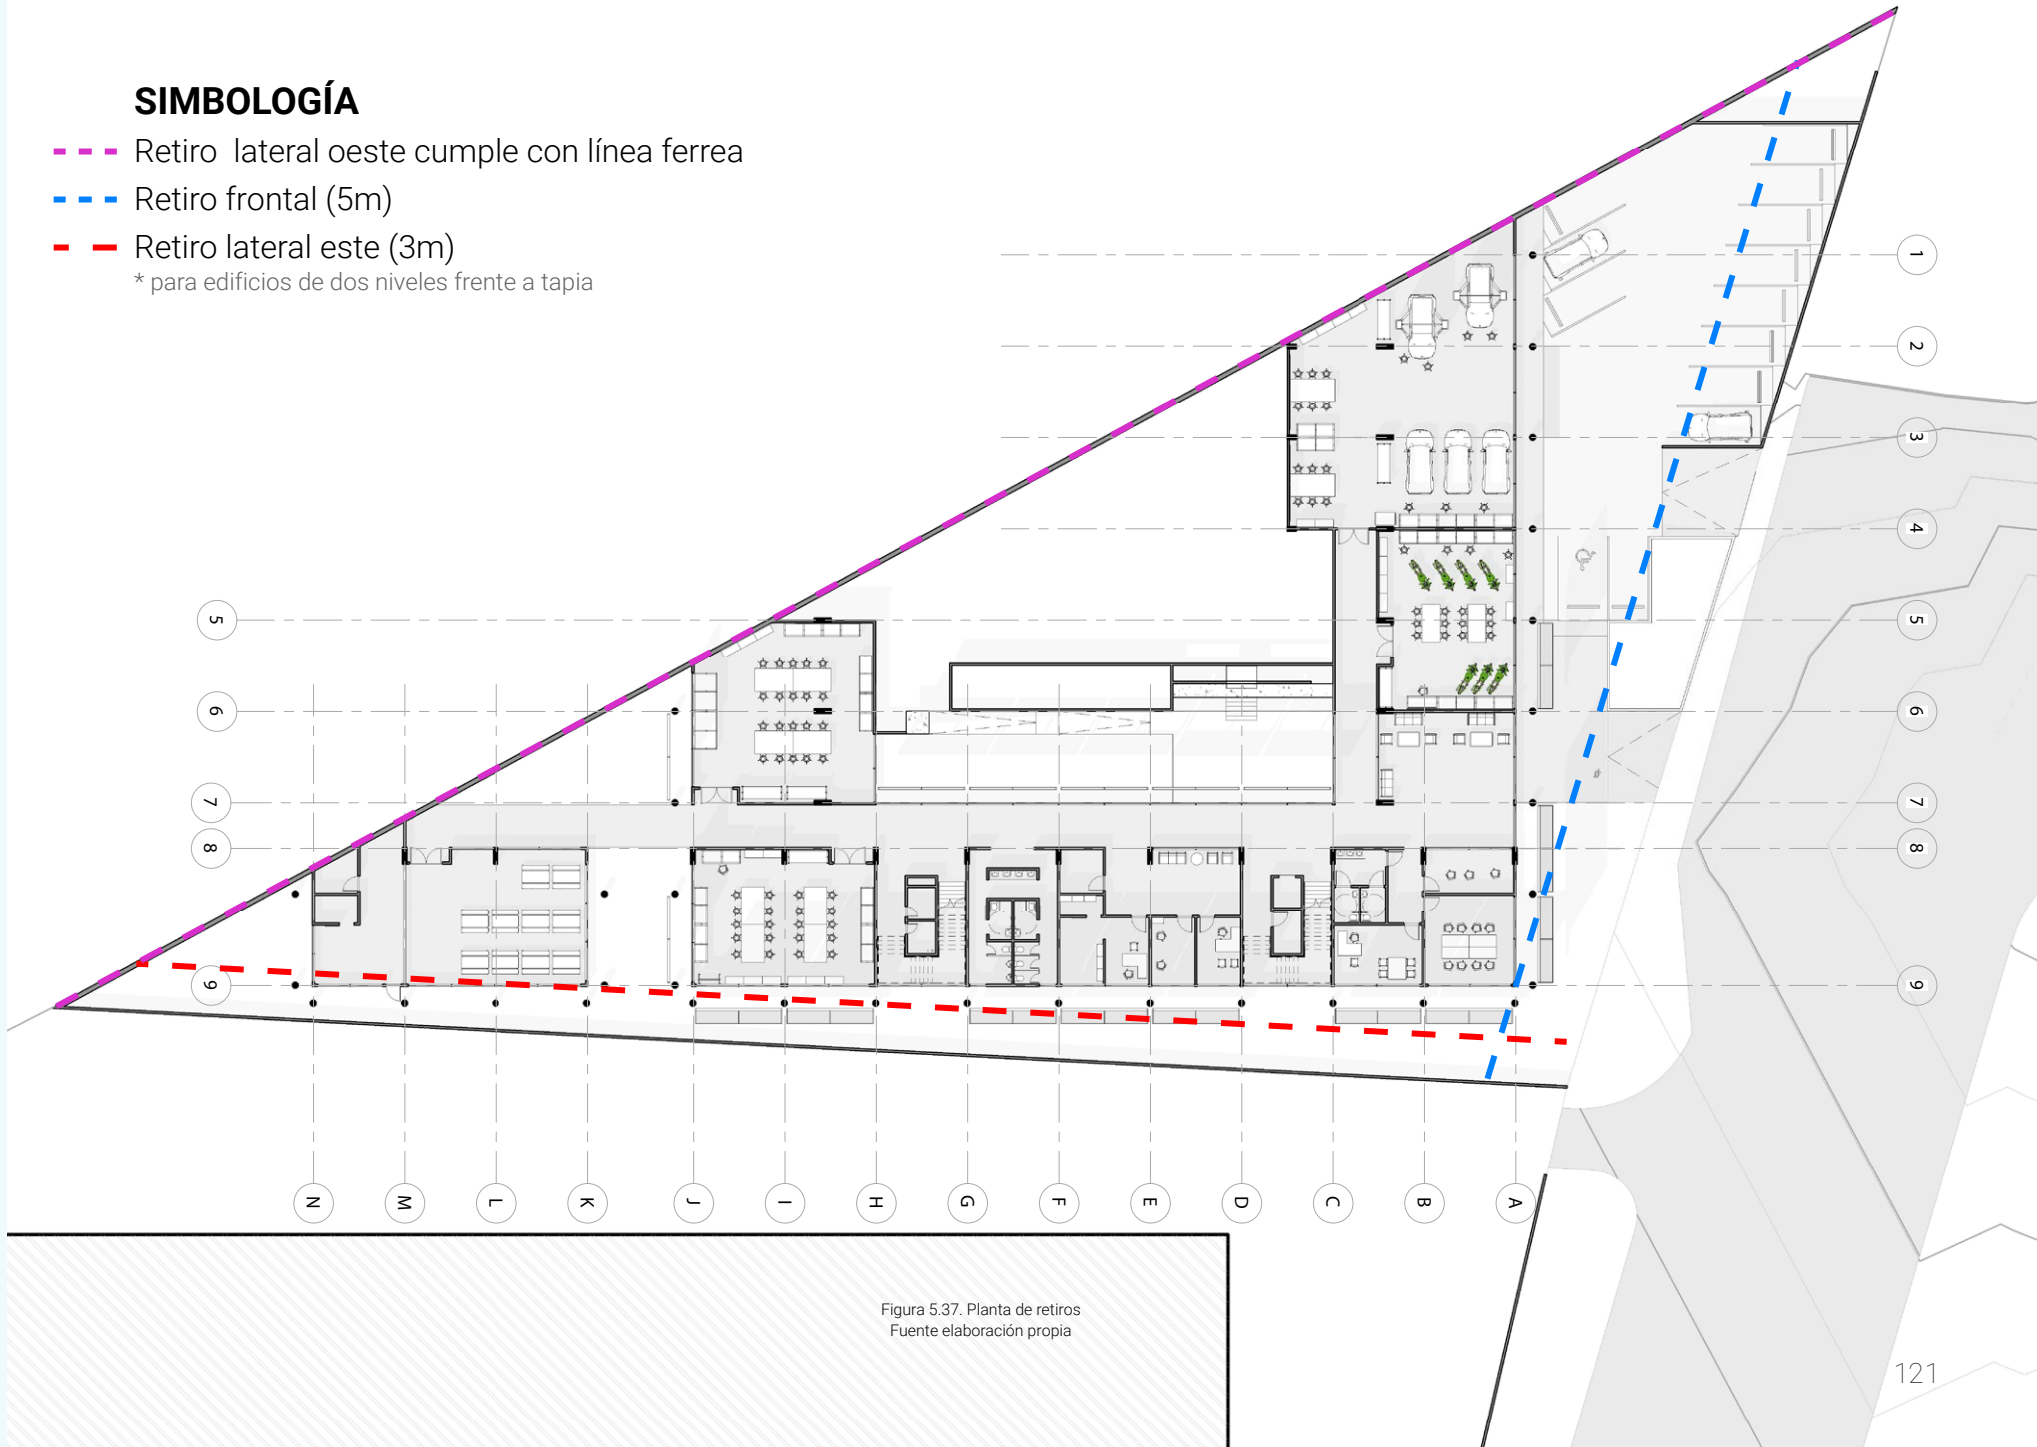 SIMBOLOGÍA
Retiro lateral oeste cumple con línea ferrea
Retiro frontal (5m)
Retiro lateral este (3m)
* para edificios de dos niveles frente a tapia
1
2
3
4
5
5
6
6
7
7
8
8
9
9
N
M
L
K
J
I
H
G
F
E
D
C
B
A
Figura 5.37. Planta de retiros
Fuente elaboración propia
121